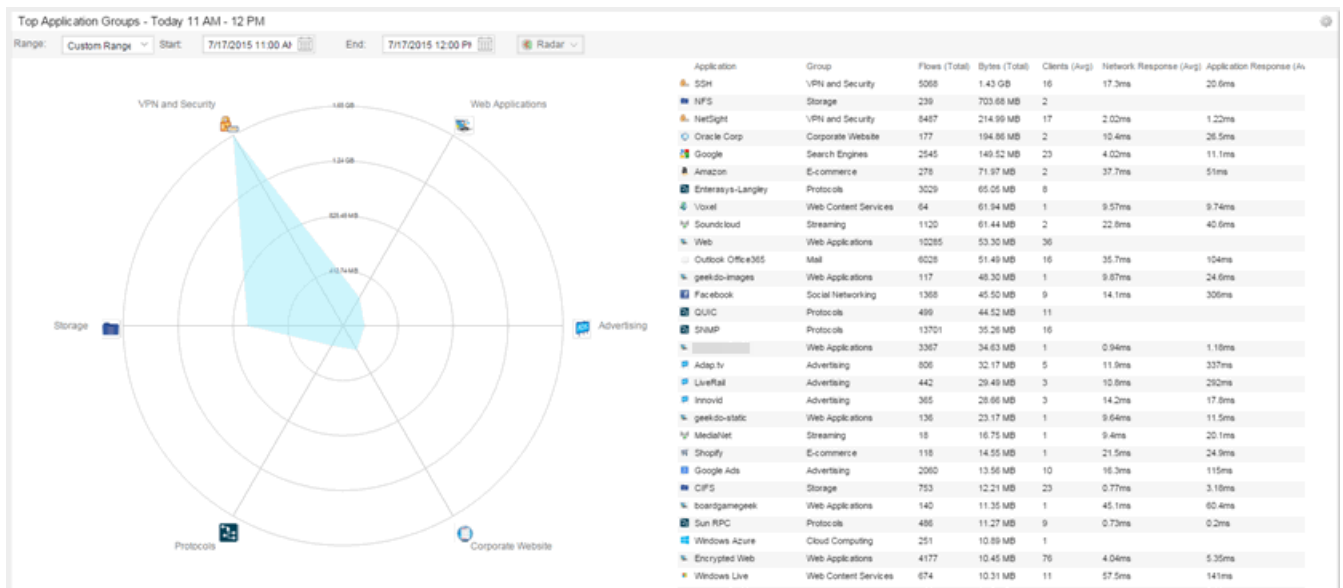 Top Application Groups - Today 11 AM - 12 PM
Range: Custom Range Start: 7/17/2015 11:00 AM End: 7/17/2015 12:00 PM Radar
VPN and Security
Web Applications
1.24 GB
Storage
Advertising
Protocols
Corporate Website
Application Group Flows (Total) Bytes (Total) Clients (Avg) Network Response (Avg) Application Response (Av
SSH VPN and Security 5068 1.43 GB 16 17.3ms 20.6ms
NFS Storage 239 703.68 MB 2
NetSight VPN and Security 8487 214.99 MB 17 2.02ms 1.22ms
Oracle Corp Corporate Website 177 194.86 MB 2 10.4ms 26.5ms
Google Search Engines 2545 149.52 MB 23 4.02ms 11.1ms
Amazon E-commerce 278 71.97 MB 2 37.7ms 51ms
Enterasys-Langley Protocols 3029 65.05 MB 8
Voxel Web Content Services 64 61.94 MB 1 9.57ms 9.74ms
Soundcloud Streaming 1120 61.44 MB 2 22.8ms 40.6ms
Web Web Applications 10285 53.30 MB 36
Outlook Office365 Mail 6028 51.49 MB 16 35.7ms 104ms
geekdo-images Web Applications 117 48.30 MB 1 9.87ms 24.6ms
Facebook Social Networking 1368 45.50 MB 9 14.1ms 306ms
QUIC Protocols 499 44.52 MB 11
SNMP Protocols 13701 35.26 MB 16
Web Applications 3367 34.63 MB 1 0.94ms 1.18ms
Adap.tv Advertising 806 32.17 MB 5 11.9ms 337ms
LiveRail Advertising 442 29.49 MB 3 10.8ms 292ms
Innovid Advertising 365 28.66 MB 3 14.2ms 17.8ms
geekdo-static Web Applications 136 23.17 MB 1 9.64ms 11.5ms
MediaNet Streaming 18 16.75 MB 1 9.4ms 20.1ms
Shopify E-commerce 118 14.55 MB 1 21.5ms 24.9ms
Google Ads Advertising 2060 13.56 MB 10 16.3ms 115ms
CIFS Storage 753 12.21 MB 23 0.77ms 3.18ms
boardgamegeek Web Applications 140 11.35 MB 1 45.1ms 60.4ms
Sun RPC Protocols 486 11.27 MB 9 0.73ms 0.2ms
Windows Azure Cloud Computing 251 10.89 MB 1
Encrypted Web Web Applications 4177 10.45 MB 76 4.04ms 5.35ms
Windows Live Web Content Services 674 10.31 MB 11 57.5ms 141ms